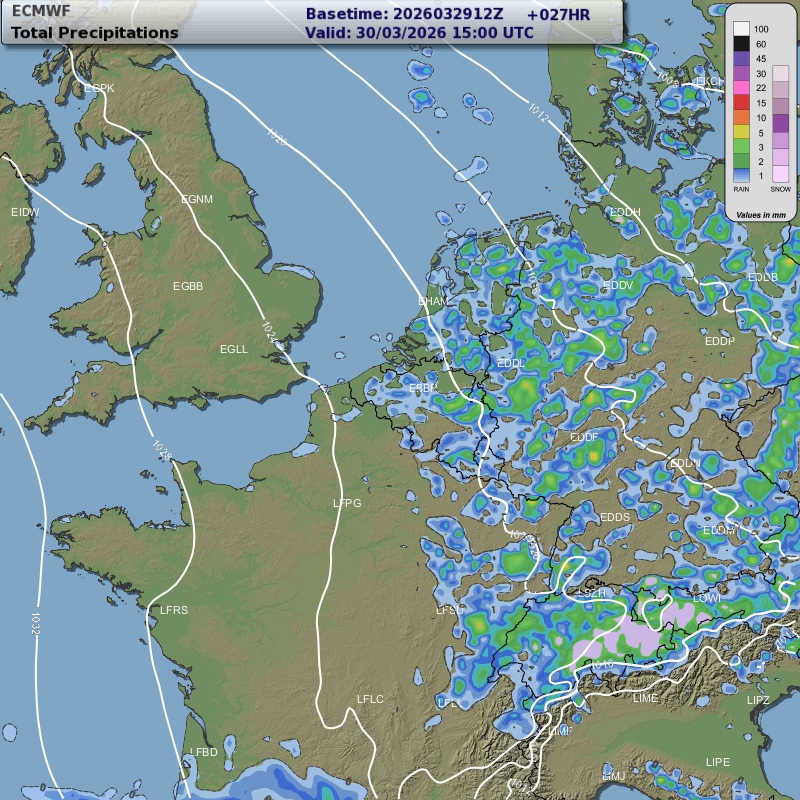 ECMWF
Basetime: 2026032912Z +027HR
Total Precipitations
Valid: 30/03/2026 15:00 UTC
100
60
45
30
22
15
10
5
3
2
1
RAIN
SNOW
Values in mm
EGPK
EKCH
1012
1020
EGNM
EIDW
EDDH
EGBB
EDDV
EDDB
EHAM
1024
EGLL
EDDP
EDDL
EBBR
1028
EDDF
EDDN
LFPG
EDDS
EDDM
LSZH
LOWI
LFRS
LFSD
1032
LFLC
LIME
LIPZ
LFBD
LIPE
LIMJ